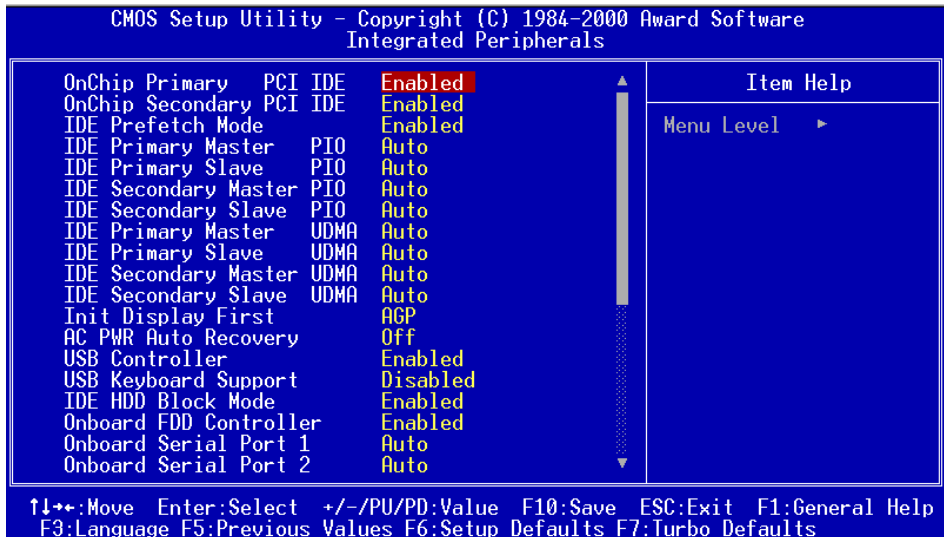 CMOS Setup Utility - Copyright (C) 1984-2000 Award Software
Integrated Peripherals
OnChip Primary PCI IDE Enabled
OnChip Secondary PCI IDE Enabled
IDE Prefetch Mode Enabled
IDE Primary Master PIO Auto
IDE Primary Slave PIO Auto
IDE Secondary Master PIO Auto
IDE Secondary Slave PIO Auto
IDE Primary Master UDMA Auto
IDE Primary Slave UDMA Auto
IDE Secondary Master UDMA Auto
IDE Secondary Slave UDMA Auto
Init Display First AGP
AC PWR Auto Recovery Off
USB Controller Enabled
USB Keyboard Support Disabled
IDE HDD Block Mode Enabled
Onboard FDD Controller Enabled
Onboard Serial Port 1 Auto
Onboard Serial Port 2 Auto
Item Help
Menu Level ►
↑↓→←:Move Enter:Select +/-/PU/PD:Value F10:Save ESC:Exit F1:General Help
F3:Language F5:Previous Values F6:Setup Defaults F7:Turbo Defaults